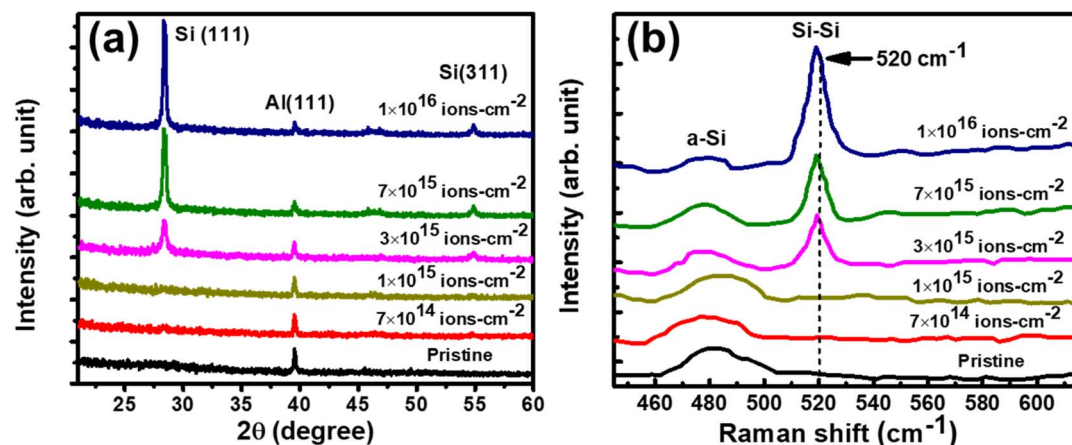 (a)
Si (111)
Si(311)
Al(111)
1×10¹⁶ ions-cm⁻²
7×10¹⁵ ions-cm⁻²
3×10¹⁵ ions-cm⁻²
1×10¹⁵ ions-cm⁻²
7×10¹⁴ ions-cm⁻²
Pristine
Intensity (arb. unit)
25 30 35 40 45 50 55 60
2θ (degree)
(b)
Si-Si
520 cm⁻¹
a-Si
1×10¹⁶ ions-cm⁻²
7×10¹⁵ ions-cm⁻²
3×10¹⁵ ions-cm⁻²
1×10¹⁵ ions-cm⁻²
7×10¹⁴ ions-cm⁻²
Pristine
Intensity (arb. unit)
460 480 500 520 540 560 580 600
Raman shift (cm⁻¹)